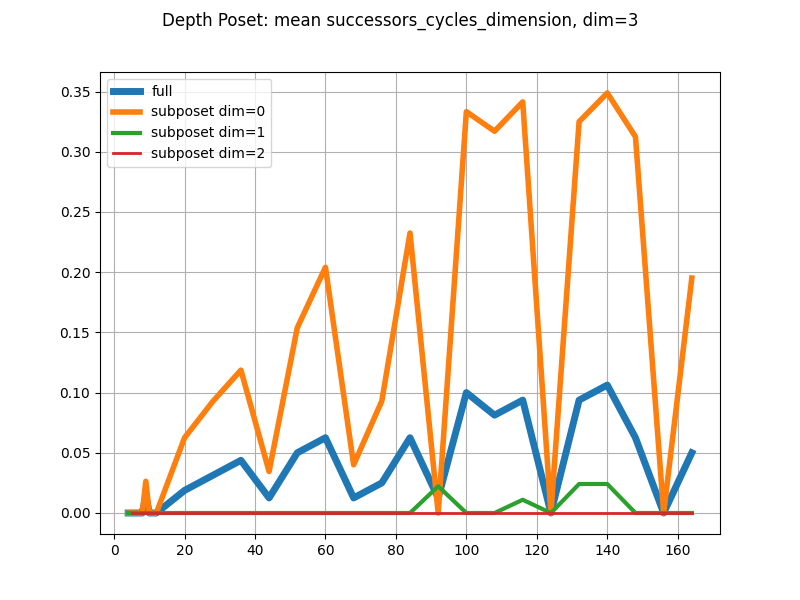 Depth Poset: mean successors_cycles_dimension, dim=3
full
subposet dim=0
subposet dim=1
subposet dim=2
0.35
0.30
0.25
0.20
0.15
0.10
0.05
0.00
0 20 40 60 80 100 120 140 160